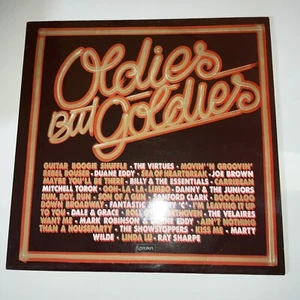 Oldies
But Goldies
GUITAR BOOGIE SHUFFLE • THE VIRTUES • MOVIN' 'N GROOVIN'
REBEL ROUSER • DUANE EDDY • SEA OF HEARTBREAK • JOE BROWN
MAYBE YOU'LL BE THERE • BILLY & THE ESSENTIALS • CARRIBEAN
MITCHELL TOROK • OOH-LA-LA-LIMBO • DANNY & THE JUNIORS
RUN, BOY, RUN • SON OF A GUN • SANFORD CLARK • BOOGALOO
DOWN BROADWAY • FANTASTIC JOHNNY 'C' • I'M LEAVING IT UP
TO YOU • DALE & GRACE • ROLL OVER BEETHOVEN • THE VELAIRES
WANT ME • MARK ROBINSON & DUANE EDDY • AIN'T NOTHING
THAN A HOUSEPARTY • THE SHOWSTOPPERS • KISS ME • MARTY
WILDE • LINDA LU • RAY SHARPE